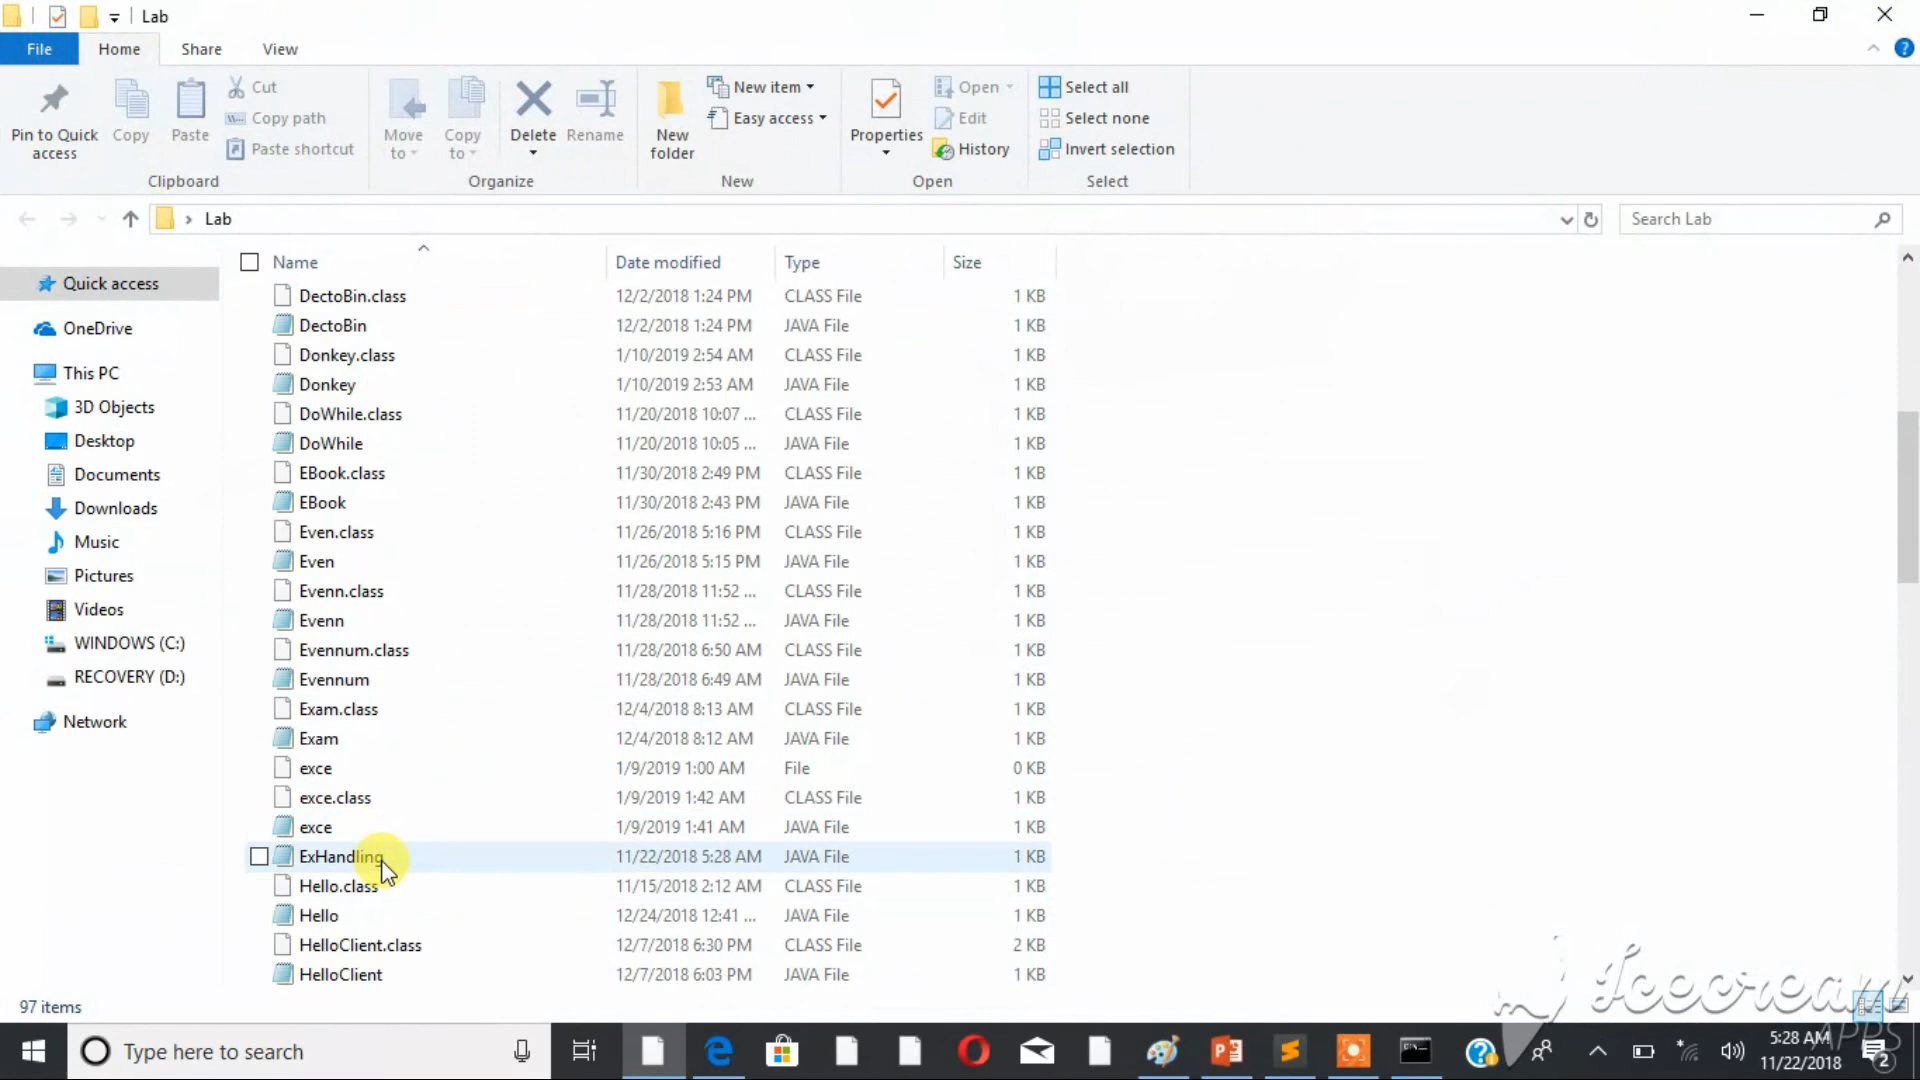 Lab
File Home Share View
Pin to Quick access
Copy
Paste
Cut
Copy path
Paste shortcut
Clipboard
Move to
Copy to
Delete
Rename
Organize
New folder
New item
Easy access
New
Properties
Open
Edit
History
Open
Select all
Select none
Invert selection
Select
Lab
Search Lab
Quick access
OneDrive
This PC
3D Objects
Desktop
Documents
Downloads
Music
Pictures
Videos
WINDOWS (C:)
RECOVERY (D:)
Network
Name Date modified Type Size
DectoBin.class 12/2/2018 1:24 PM CLASS File 1 KB
DectoBin 12/2/2018 1:24 PM JAVA File 1 KB
Donkey.class 1/10/2019 2:54 AM CLASS File 1 KB
Donkey 1/10/2019 2:53 AM JAVA File 1 KB
DoWhile.class 11/20/2018 10:07 ... CLASS File 1 KB
DoWhile 11/20/2018 10:05 ... JAVA File 1 KB
EBook.class 11/30/2018 2:49 PM CLASS File 1 KB
EBook 11/30/2018 2:43 PM JAVA File 1 KB
Even.class 11/26/2018 5:16 PM CLASS File 1 KB
Even 11/26/2018 5:15 PM JAVA File 1 KB
Evenn.class 11/28/2018 11:52 ... CLASS File 1 KB
Evenn 11/28/2018 11:52 ... JAVA File 1 KB
Evennum.class 11/28/2018 6:50 AM CLASS File 1 KB
Evennum 11/28/2018 6:49 AM JAVA File 1 KB
Exam.class 12/4/2018 8:13 AM CLASS File 1 KB
Exam 12/4/2018 8:12 AM JAVA File 1 KB
exce 1/9/2019 1:00 AM File 0 KB
exce.class 1/9/2019 1:42 AM CLASS File 1 KB
exce 1/9/2019 1:41 AM JAVA File 1 KB
ExHandling 11/22/2018 5:28 AM JAVA File 1 KB
Hello.class 11/15/2018 2:12 AM CLASS File 1 KB
Hello 12/24/2018 12:41 ... JAVA File 1 KB
HelloClient.class 12/7/2018 6:30 PM CLASS File 2 KB
HelloClient 12/7/2018 6:03 PM JAVA File 1 KB
97 items
Icecream
APPS
Type here to search
5:28 AM
11/22/2018
2